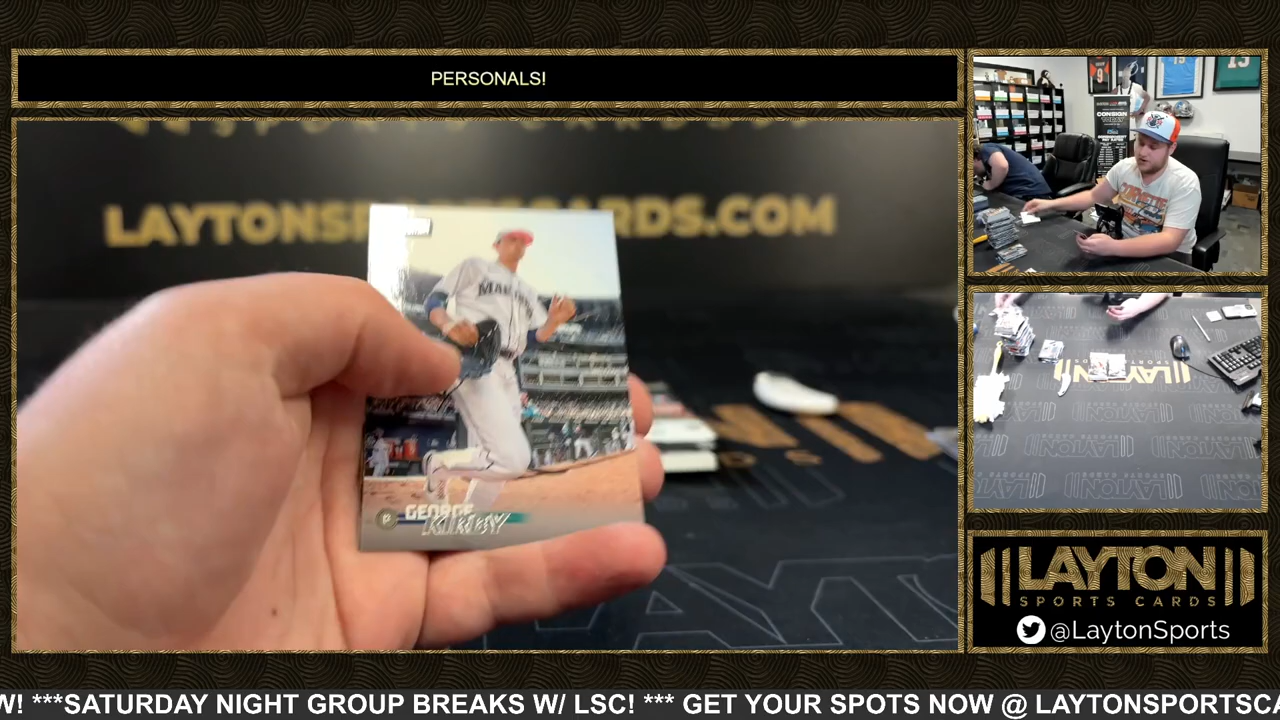 PERSONALS!
LAYTONSPORTSCARDS.COM
MARINERS
GEORGE
KIRBY
CONSIGN
LAYTON
SPORTS CARDS
@LaytonSports
W! ***SATURDAY NIGHT GROUP BREAKS W/ LSC! *** GET YOUR SPOTS NOW @ LAYTONSPORTSCA